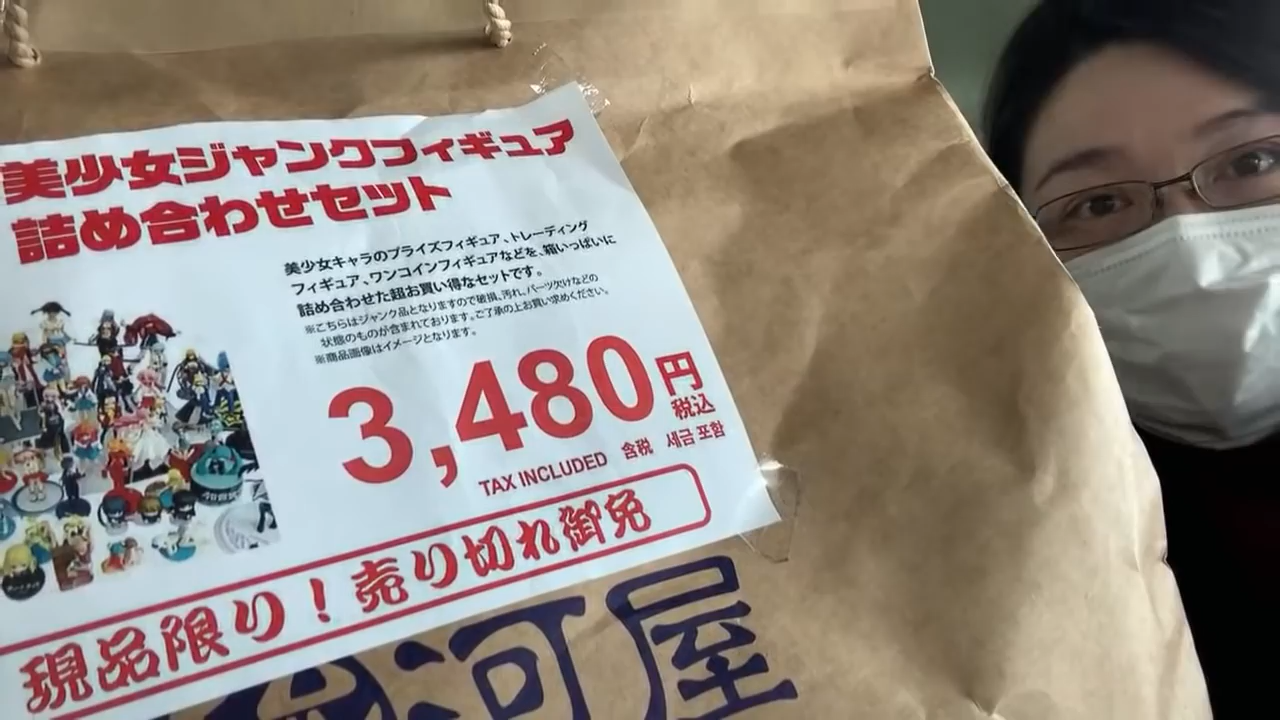 美少女ジャンクフィギュア
詰め合わせセット
美少女キャラのプライズフィギュア、トレーディング
フィギュア、ワンコインフィギュアなどを、箱いっぱいに
詰め合わせた超お買い得なセットです。
※こちらはジャンク品となりますので破損、汚れ、パーツ欠けなどの
状態のものが含まれております。ご了承の上お買い求めください。
※商品画像はイメージとなります。
3,480円
税込
TAX INCLUDED 含税 세금 포함
現品限り！売り切れ御免
河屋